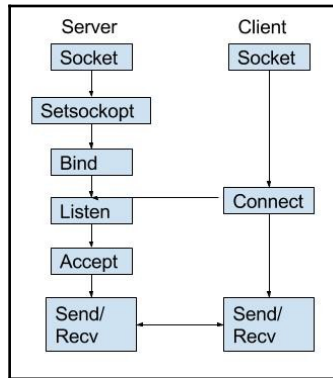 Server Client
Socket Socket
Setsockopt
Bind
Listen Connect
Accept
Send/ Send/
Recv Recv